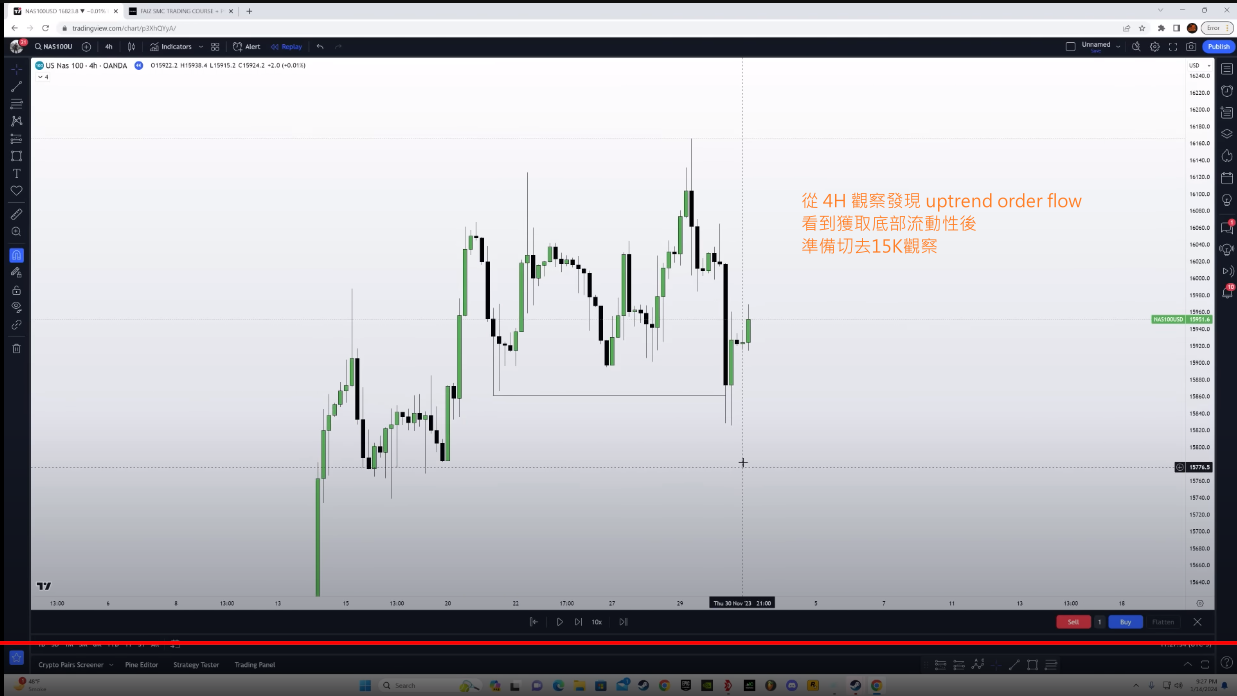 NAS100USD 16823.8 ▼ −0.01%
TAIZ SMC TRADING COURSE +
tradingview.com/chart/p3XhQYyA/
Error
21
NAS100U
4h
Indicators
Alert
Replay
Unnamed
Save
Publish
US Nas 100 · 4h · OANDA
O15922.2 H15938.4 L15915.2 C15924.2 +2.0 (+0.01%)
4
USD
從 4H 觀察發現 uptrend order flow
看到獲取底部流動性後
準備切去15K觀察
16240.0
16220.0
16200.0
16180.0
16160.0
16140.0
16120.0
16100.0
16080.0
16060.0
16040.0
16020.0
16000.0
15980.0
15960.0
NAS100USD 15951.6
15920.0
15900.0
15880.0
15860.0
15840.0
15820.0
15800.0
15776.5
15760.0
15740.0
15720.0
15700.0
15680.0
15660.0
15640.0
13:00 6 8 13:00 13 15 13:00 20 22 17:00 27 29 Thu 30 Nov '23 21:00 5 7 11 13 13:00 18
10x
Sell 1 Buy Flatten
Crypto Pairs Screener
Pine Editor
Strategy Tester
Trading Panel
48°F
Search
9:27 PM